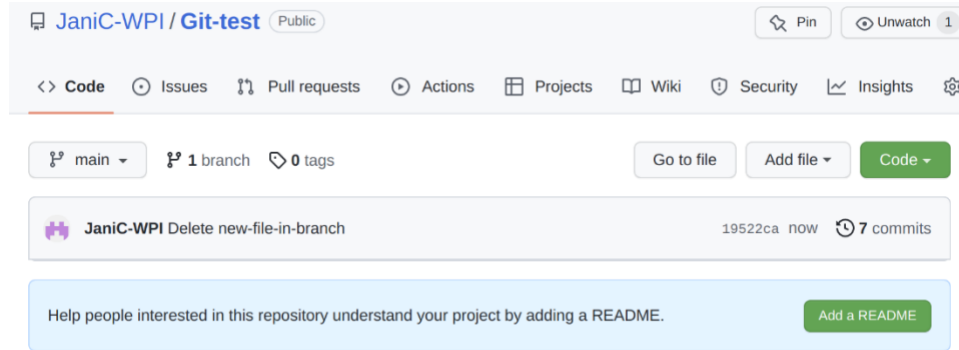 JaniC-WPI / Git-test Public Pin Unwatch 1
<> Code Issues Pull requests Actions Projects Wiki Security Insights
main 1 branch 0 tags Go to file Add file Code
JaniC-WPI Delete new-file-in-branch 19522ca now 7 commits
Help people interested in this repository understand your project by adding a README. Add a README